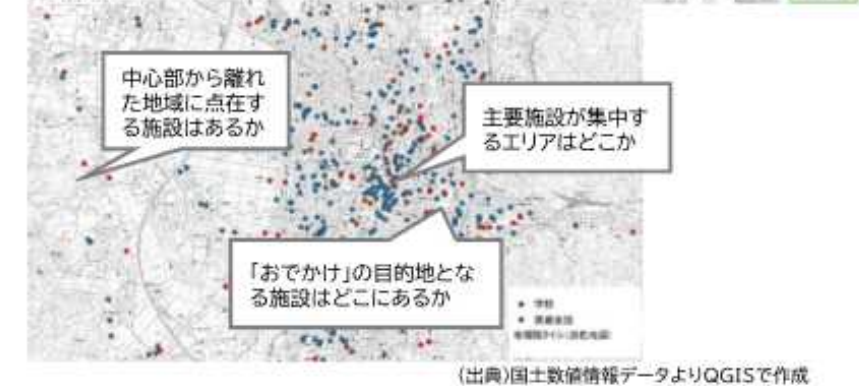 中心部から離れ
た地域に点在す
る施設はあるか
主要施設が集中す
るエリアはどこか
「おでかけ」の目的地とな
る施設はどこにあるか
学校
(出典)国土数値情報データよりQGISで作成